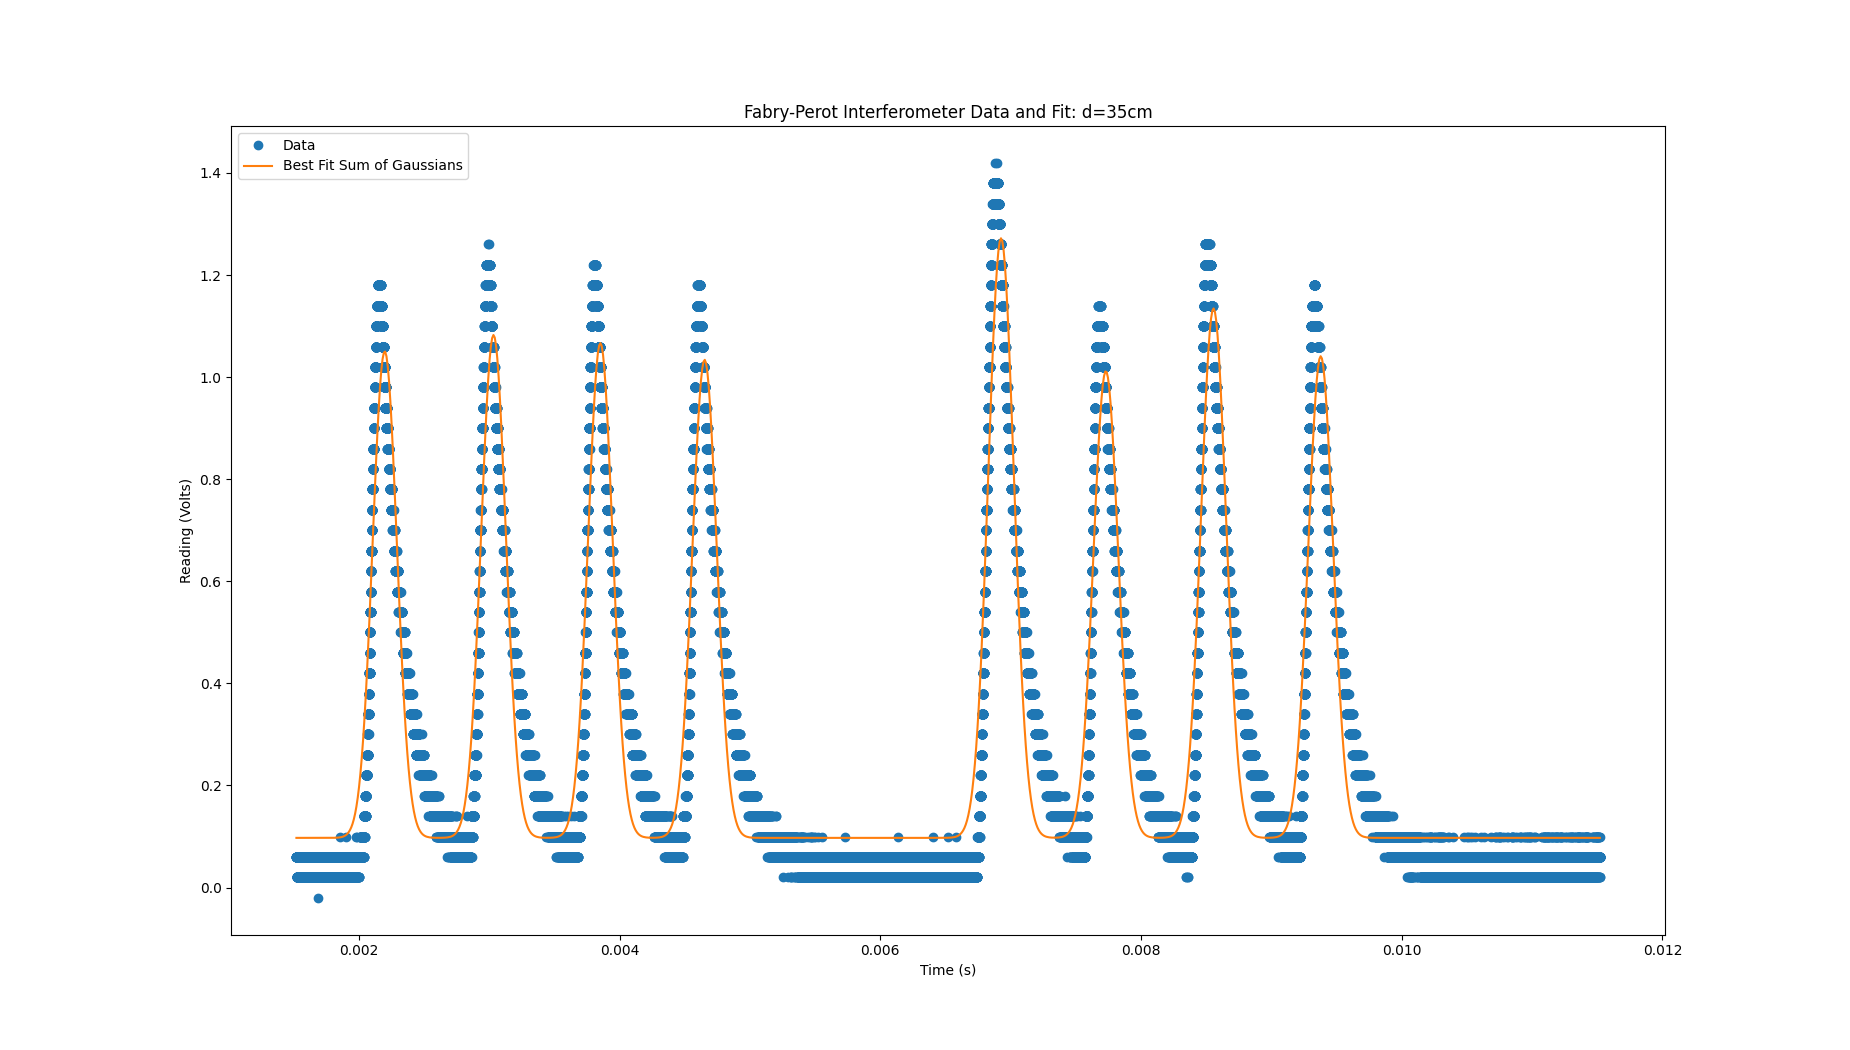 Fabry-Perot Interferometer Data and Fit: d=35cm
Data
Best Fit Sum of Gaussians
1.4
1.2
1.0
0.8
0.6
0.4
0.2
0.0
Reading (Volts)
0.002 0.004 0.006 0.008 0.010 0.012
Time (s)